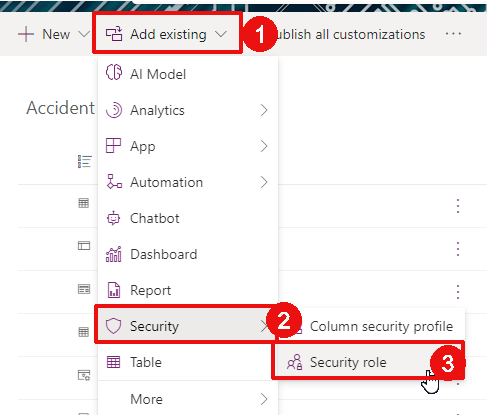 New Add existing 1 ublish all customizations
Accident
AI Model
Analytics
App
Automation
Chatbot
Dashboard
Report
Security 2 Column security profile
Table Security role 3
More